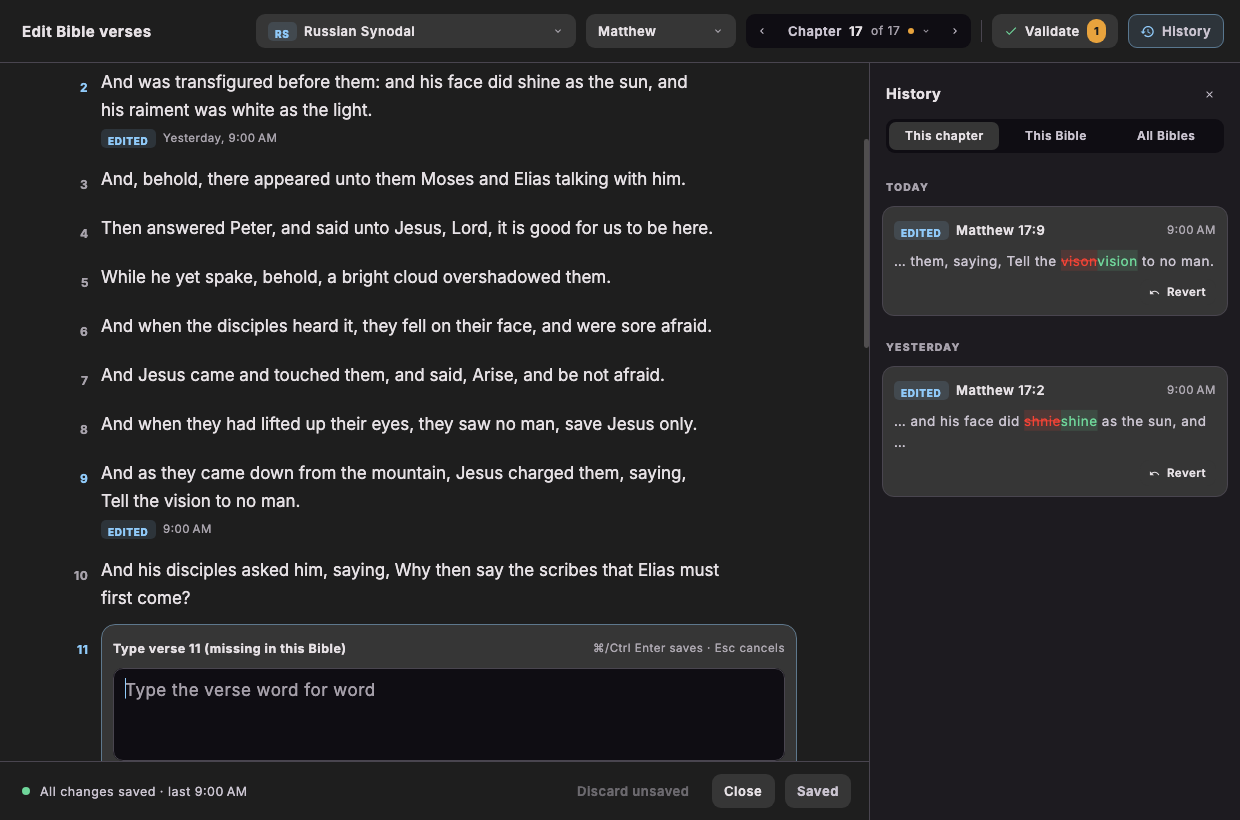 Edit Bible verses
RS Russian Synodal
Matthew
Chapter 17 of 17
Validate 1
History
2 And was transfigured before them: and his face did shine as the sun, and
his raiment was white as the light.
EDITED Yesterday, 9:00 AM
3 And, behold, there appeared unto them Moses and Elias talking with him.
4 Then answered Peter, and said unto Jesus, Lord, it is good for us to be here.
5 While he yet spake, behold, a bright cloud overshadowed them.
6 And when the disciples heard it, they fell on their face, and were sore afraid.
7 And Jesus came and touched them, and said, Arise, and be not afraid.
8 And when they had lifted up their eyes, they saw no man, save Jesus only.
9 And as they came down from the mountain, Jesus charged them, saying,
Tell the vision to no man.
EDITED 9:00 AM
10 And his disciples asked him, saying, Why then say the scribes that Elias must
first come?
11 Type verse 11 (missing in this Bible) ⌘/Ctrl Enter saves · Esc cancels
Type the verse word for word
All changes saved · last 9:00 AM
Discard unsaved
Close
Saved
History ×
This chapter This Bible All Bibles
TODAY
EDITED Matthew 17:9 9:00 AM
... them, saying, Tell the visonvision to no man.
Revert
YESTERDAY
EDITED Matthew 17:2 9:00 AM
... and his face did shnieshine as the sun, and
...
Revert